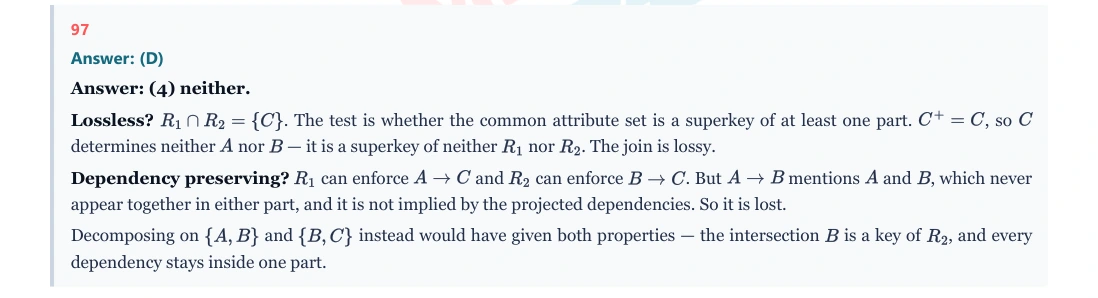 97
Answer: (D)
Answer: (4) neither.
Lossless? R₁ ∩ R₂ = {C}. The test is whether the common attribute set is a superkey of at least one part. C⁺ = C, so C
determines neither A nor B — it is a superkey of neither R₁ nor R₂. The join is lossy.
Dependency preserving? R₁ can enforce A → C and R₂ can enforce B → C. But A → B mentions A and B, which never
appear together in either part, and it is not implied by the projected dependencies. So it is lost.
Decomposing on {A, B} and {B, C} instead would have given both properties — the intersection B is a key of R₂, and every
dependency stays inside one part.